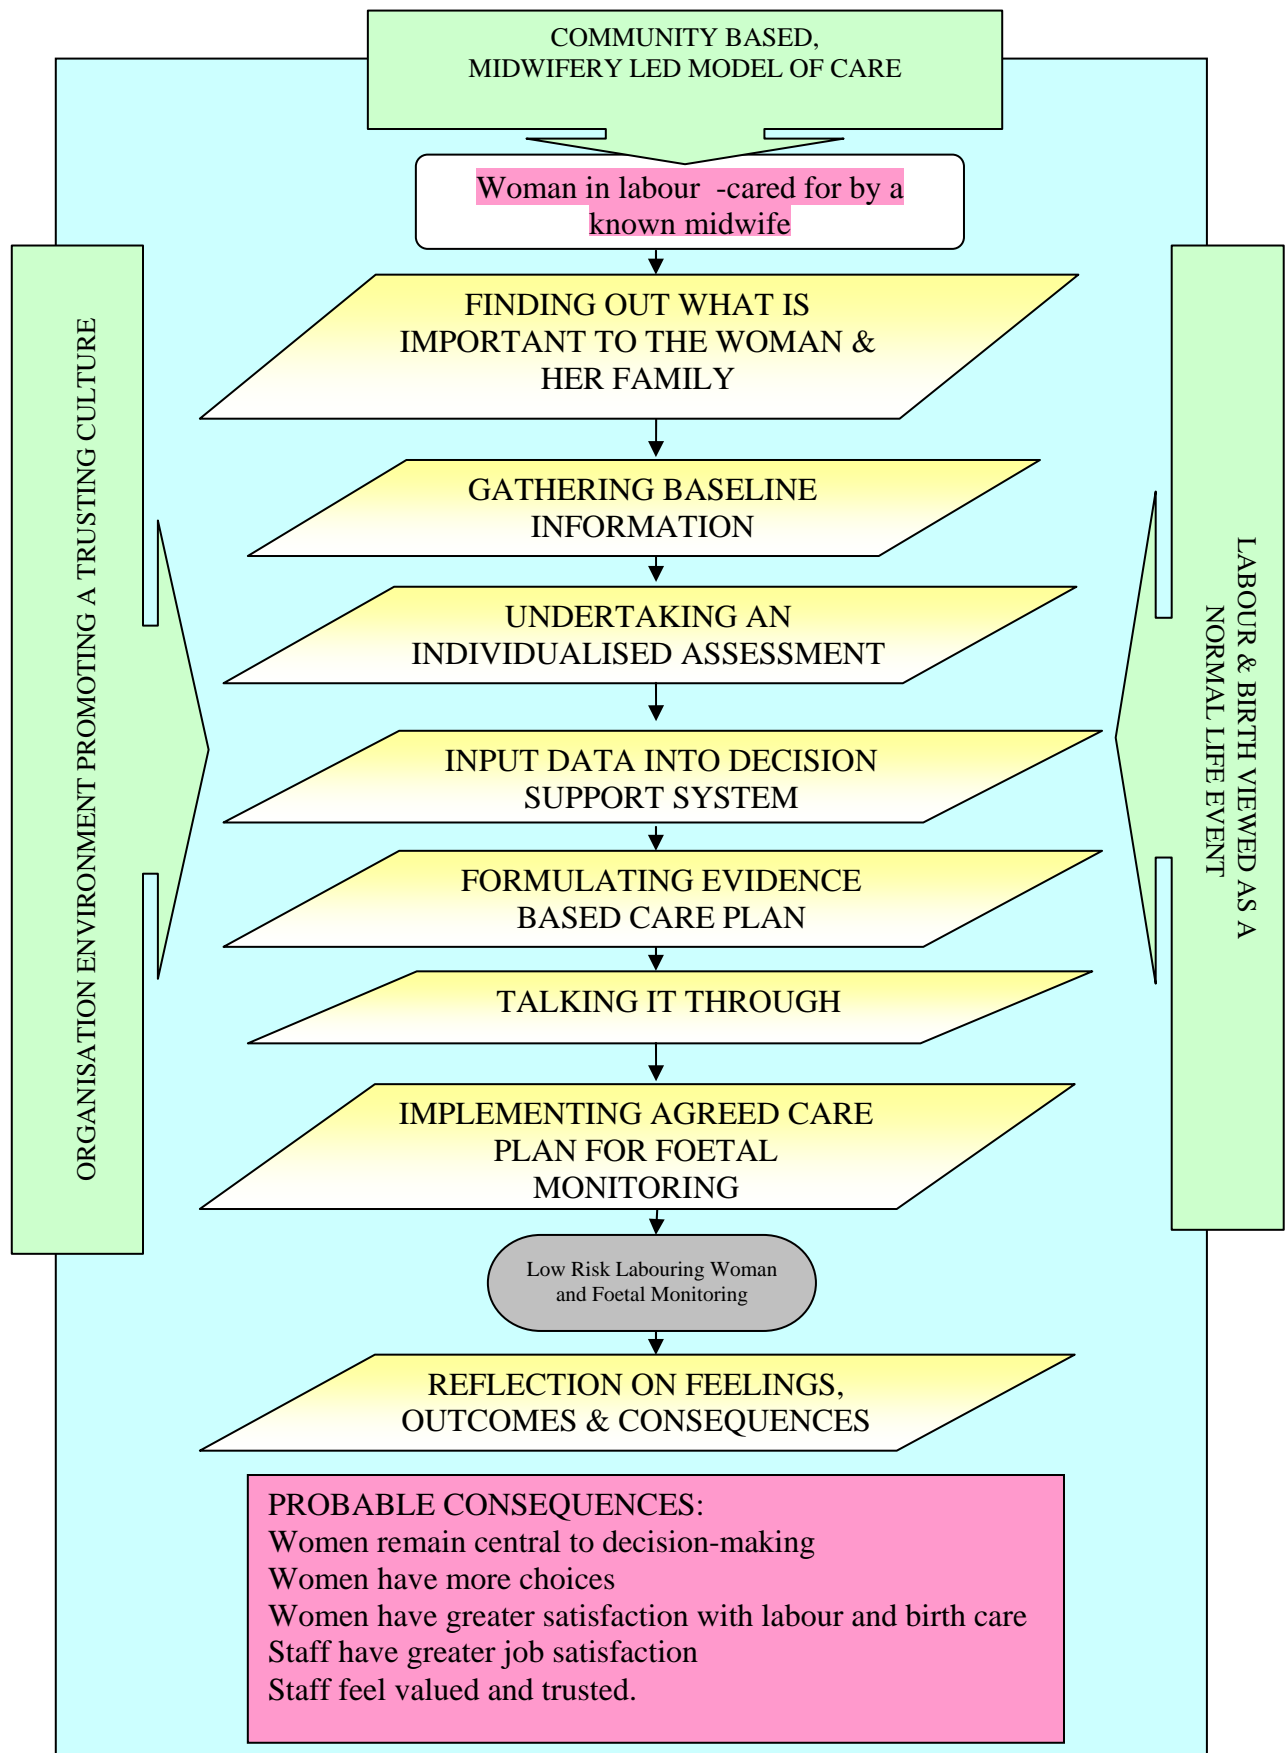 COMMUNITY BASED,
MIDWIFERY LED MODEL OF CARE
Woman in labour  -cared for by a
known midwife
ORGANISATION ENVIRONMENT PROMOTING A TRUSTING CULTURE
LABOUR & BIRTH VIEWED AS A
NORMAL LIFE EVENT
FINDING OUT WHAT IS
IMPORTANT TO THE WOMAN &
HER FAMILY
GATHERING BASELINE
INFORMATION
UNDERTAKING AN
INDIVIDUALISED ASSESSMENT
INPUT DATA INTO DECISION
SUPPORT SYSTEM
FORMULATING EVIDENCE
BASED CARE PLAN
TALKING IT THROUGH
IMPLEMENTING AGREED CARE
PLAN FOR FOETAL
MONITORING
Low Risk Labouring Woman
and Foetal Monitoring
REFLECTION ON FEELINGS,
OUTCOMES & CONSEQUENCES
PROBABLE CONSEQUENCES:
Women remain central to decision-making
Women have more choices
Women have greater satisfaction with labour and birth care
Staff have greater job satisfaction
Staff feel valued and trusted.